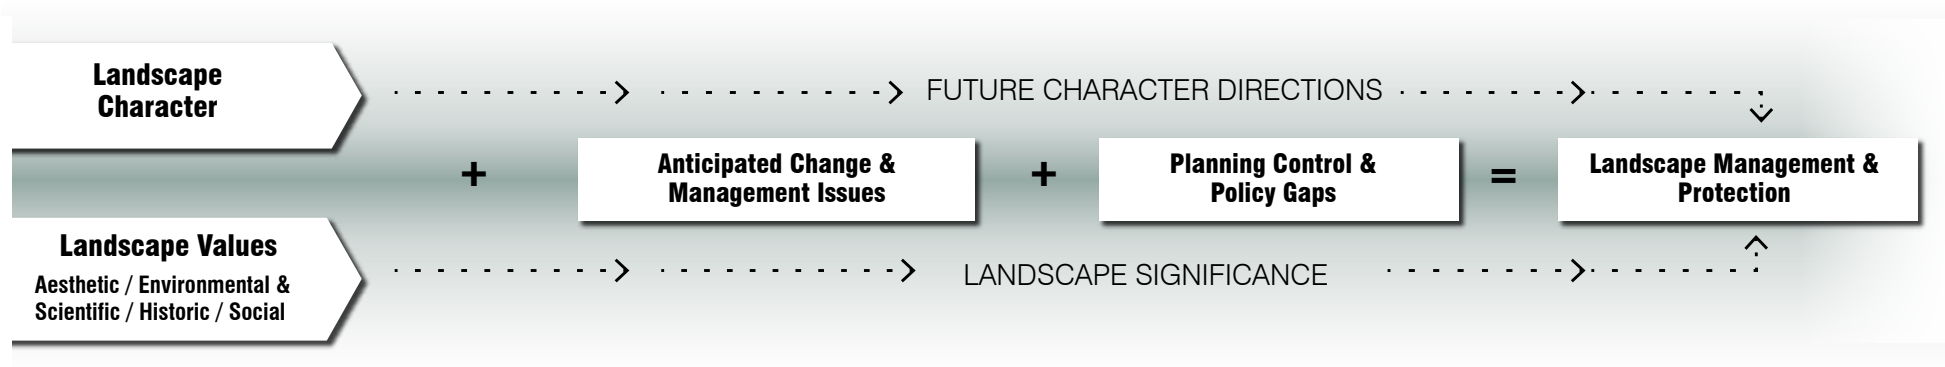 Landscape
Character
FUTURE CHARACTER DIRECTIONS
+
Anticipated Change &
Management Issues
+
Planning Control &
Policy Gaps
=
Landscape Management &
Protection
Landscape Values
Aesthetic / Environmental &
Scientific / Historic / Social
LANDSCAPE SIGNIFICANCE